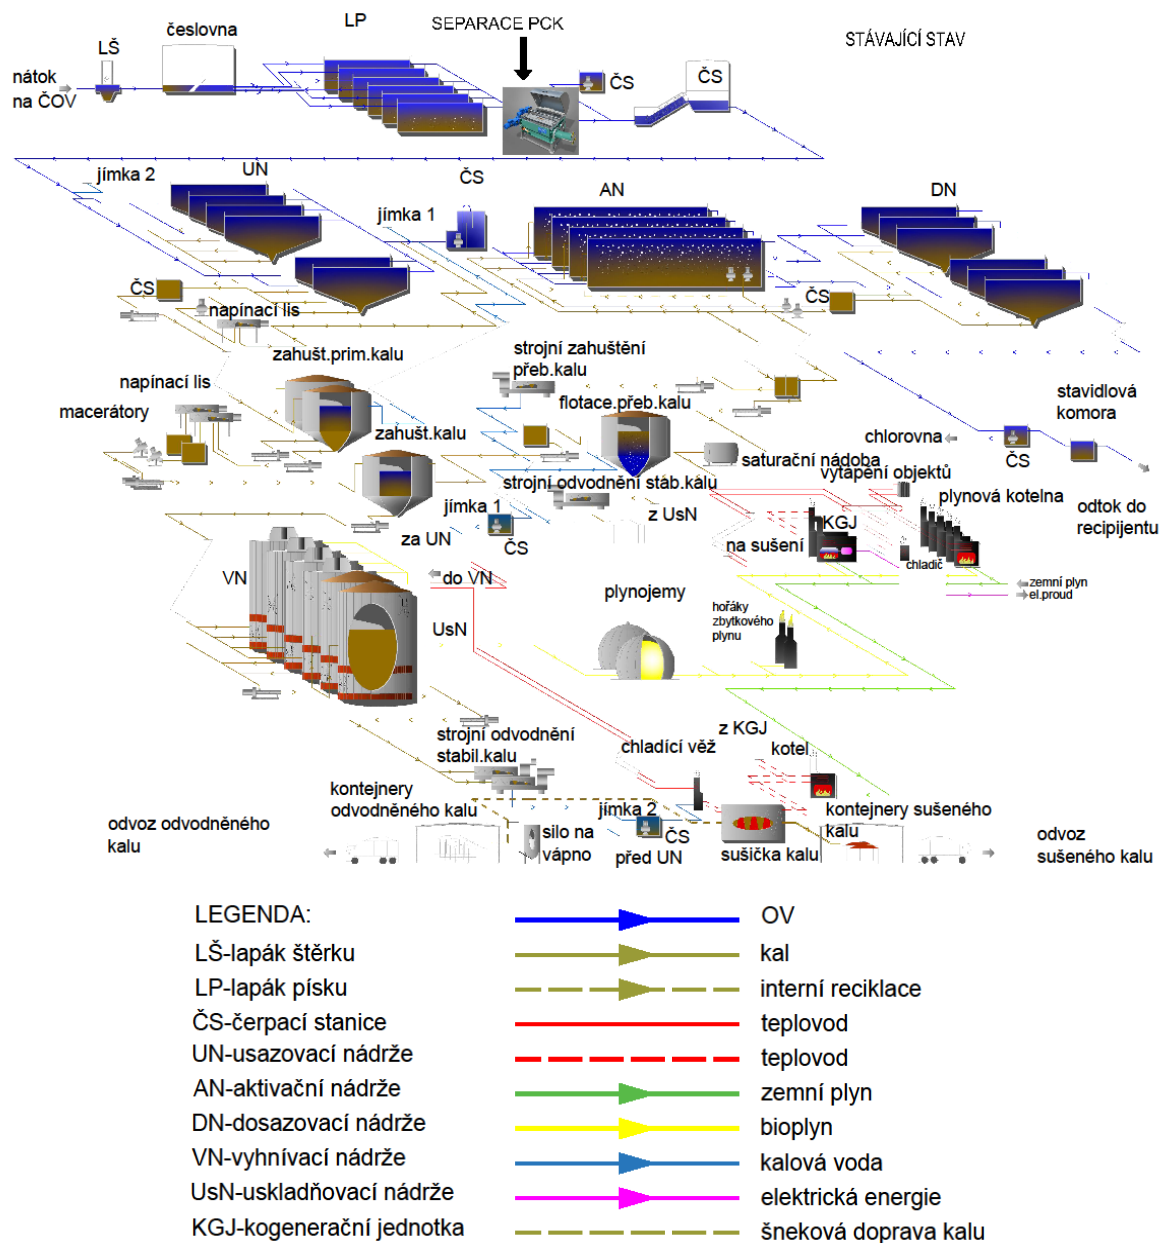 SEPARACE PCK
STÁVAJÍCÍ STAV
LP
česlovna
LŠ
nátok
na ČOV
ČS
ČS
jímka 2
UN
ČS
jímka 1
AN
DN
ČS
napínací lis
ČS
zahušt.prim.kalu
strojní zahuštění
přeb.kalu
napínací lis
macerátory
flotace.přeb.kalu
stavidlová
komora
zahušt.kalu
chlorovna
ČS
saturační nádoba
vytápění objektů
strojní odvodnění stáb.kalu
plynová kotelna
jímka 1
z UsN
KGJ
odtok do
recipijentu
za UN
ČS
na sušení
chladič
VN
do VN
plynojemy
zemní plyn
el.proud
UsN
hořáky
zbytkového
plynu
z KGJ
strojní odvodnění
stabil.kalu
chladící věž
kotel
kontejnery
odvodněného kalu
jímka 2
kontejnery sušeného
kalu
odvoz odvodněného
kalu
silo na
vápno
ČS
před UN
sušička kalu
odvoz
sušeného kalu
LEGENDA:
OV
LŠ-lapák štěrku
kal
LP-lapák písku
interní reciklace
ČS-čerpací stanice
teplovod
UN-usazovací nádrže
teplovod
AN-aktivační nádrže
zemní plyn
DN-dosazovací nádrže
bioplyn
VN-vyhnívací nádrže
kalová voda
UsN-uskladňovací nádrže
elektrická energie
KGJ-kogenerační jednotka
šneková doprava kalu